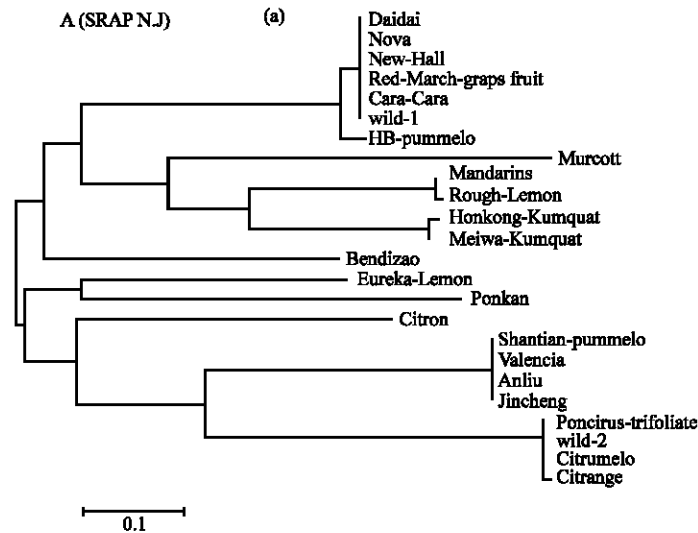 A (SRAP N.J) (a)
Daidai
Nova
New-Hall
Red-March-graps fruit
Cara-Cara
wild-1
HB-pummelo
Murcott
Mandarins
Rough-Lemon
Honkong-Kumquat
Meiwa-Kumquat
Bendizao
Eureka-Lemon
Ponkan
Citron
Shantian-pummelo
Valencia
Anliu
Jincheng
Poncirus-trifoliate
wild-2
Citrumelo
Citrange
0.1